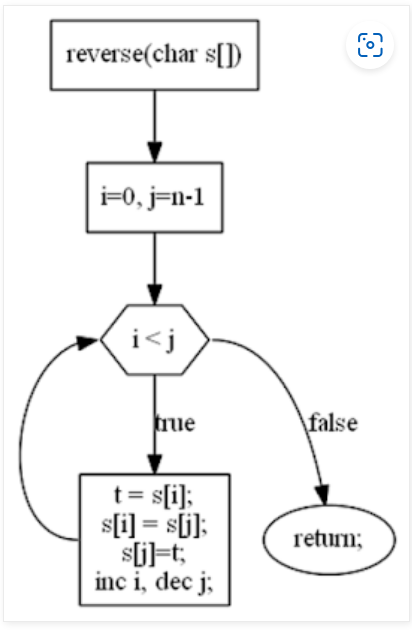 reverse(char s[])
i=0, j=n-1
i < j
true
false
t = s[i];
s[i] = s[j];
s[j]=t;
inc i, dec j;
return;